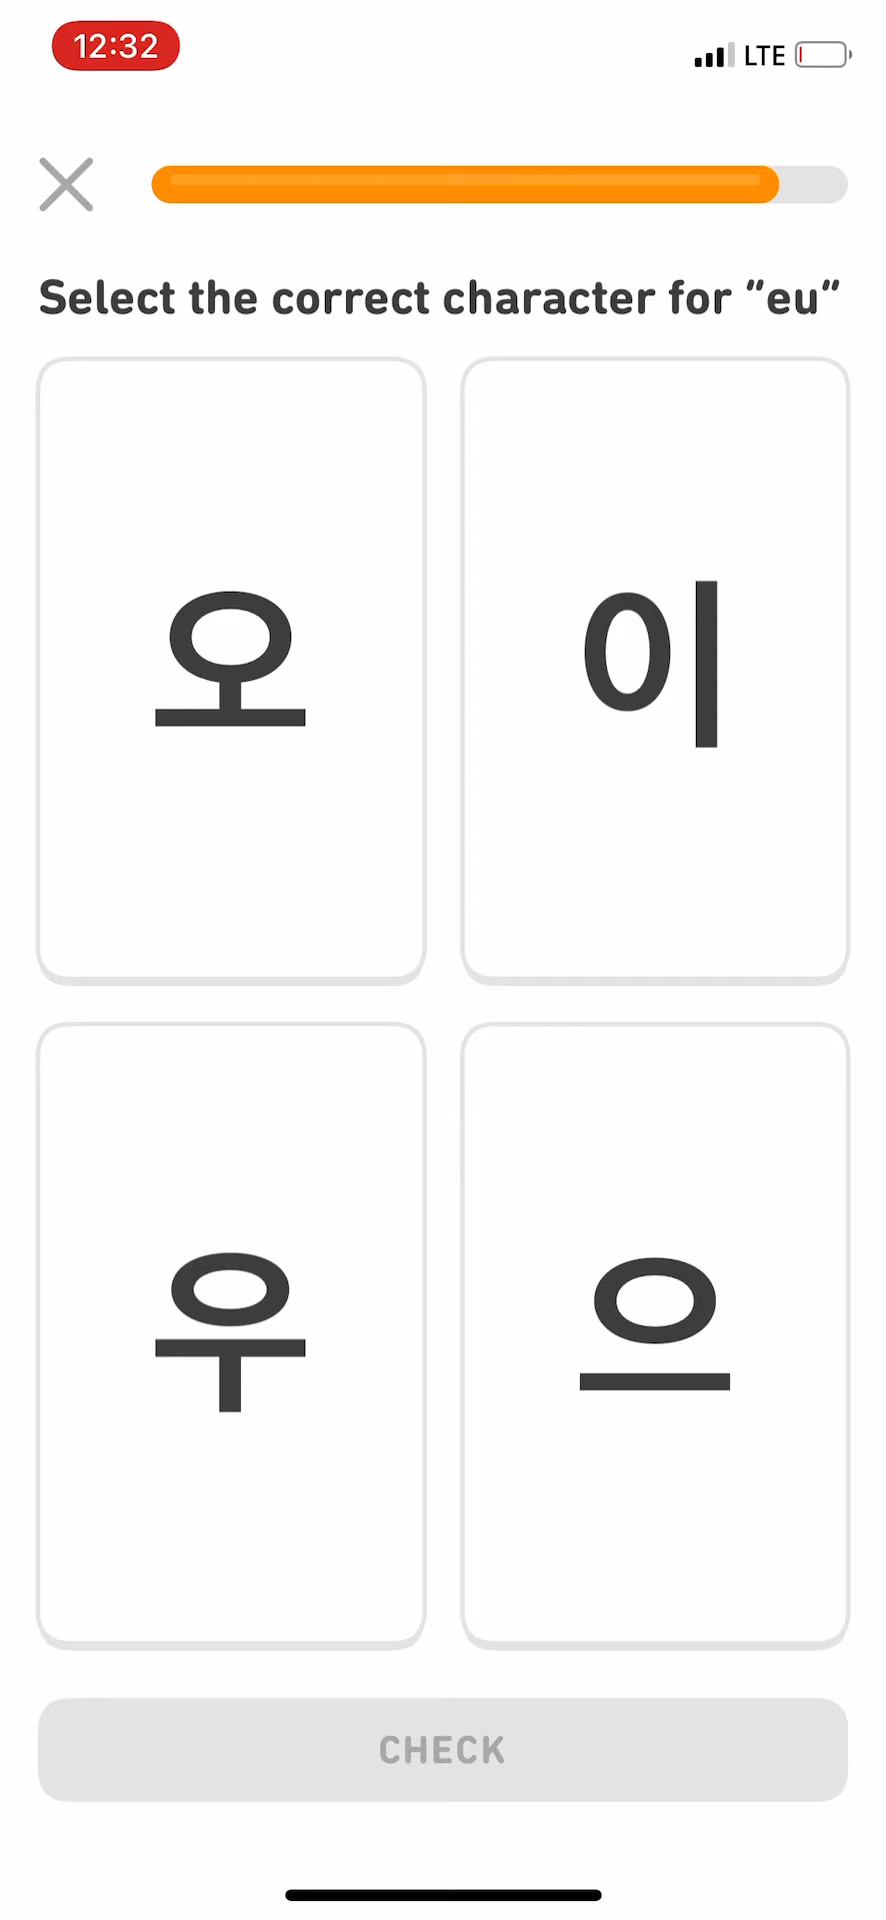 12:32
LTE
Select the correct character for “eu”
오
이
우
으
CHECK